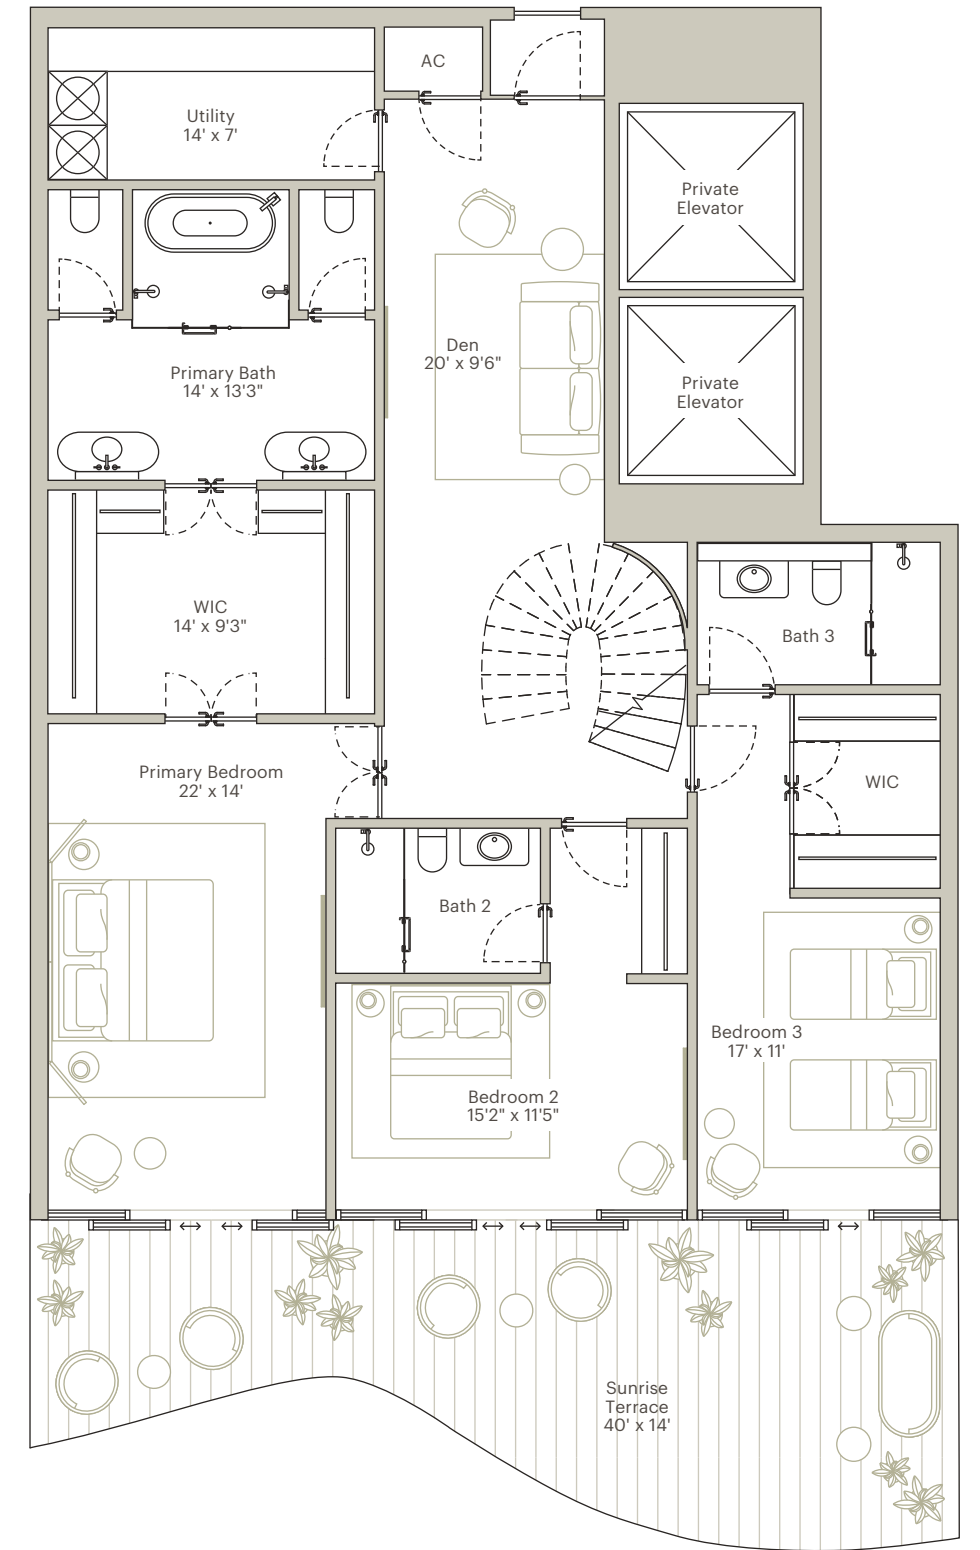 AC
Utility
14' x 7'
Private
Elevator
Den
20' x 9'6"
Primary Bath
14' x 13'3"
Private
Elevator
WIC
14' x 9'3"
Bath 3
Primary Bedroom
22' x 14'
WIC
Bath 2
Bedroom 3
17' x 11'
Bedroom 2
15'2" x 11'5"
Sunrise
Terrace
40' x 14'